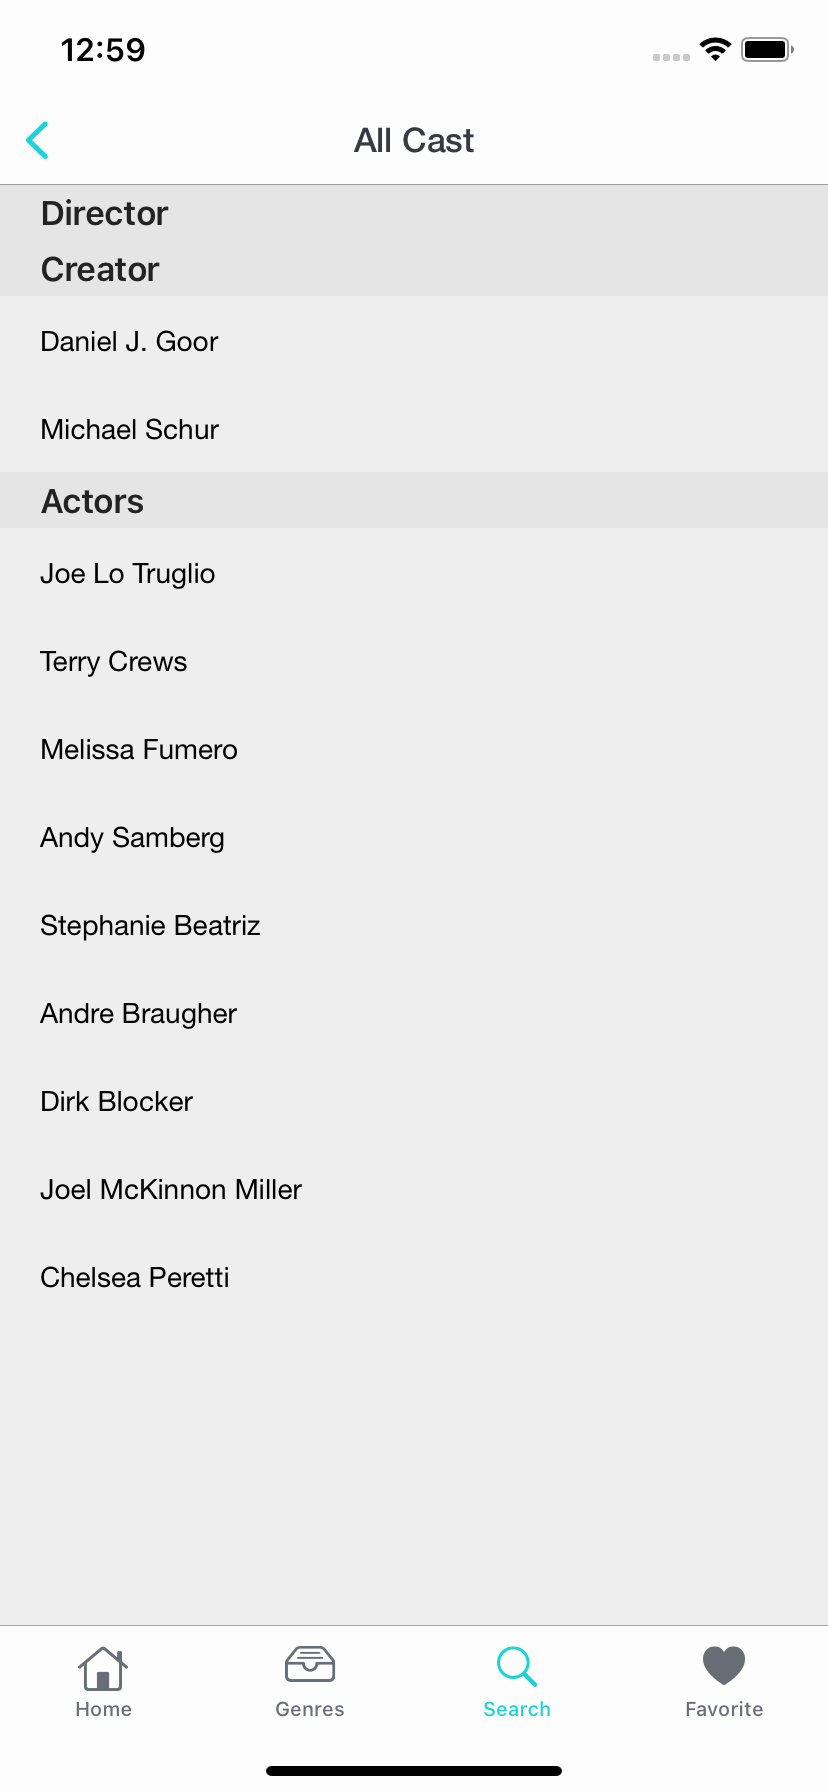 12:59
All Cast
Director
Creator
Daniel J. Goor
Michael Schur
Actors
Joe Lo Truglio
Terry Crews
Melissa Fumero
Andy Samberg
Stephanie Beatriz
Andre Braugher
Dirk Blocker
Joel McKinnon Miller
Chelsea Peretti
Home
Genres
Search
Favorite